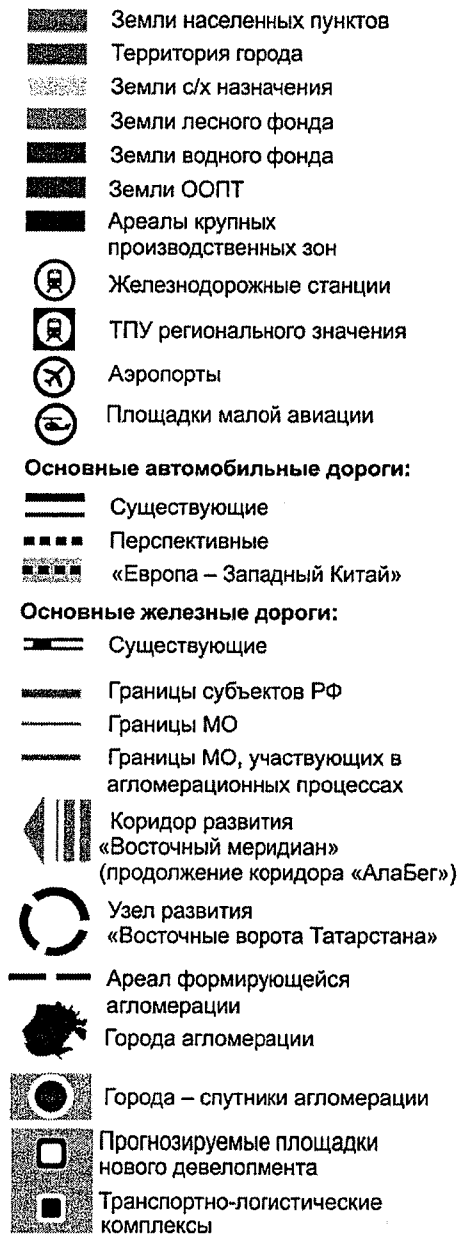 Земли населенных пунктов
Территория города
Земли с/х назначения
Земли лесного фонда
Земли водного фонда
Земли ООПТ
Ареалы крупных
производственных зон
Железнодорожные станции
ТПУ регионального значения
Аэропорты
Площадки малой авиации
Основные автомобильные дороги:
Существующие
Перспективные
«Европа – Западный Китай»
Основные железные дороги:
Существующие
Границы субъектов РФ
Границы МО
Границы МО, участвующих в
агломерационных процессах
Коридор развития
«Восточный меридиан»
(продолжение коридора «АлаБег»)
Узел развития
«Восточные ворота Татарстана»
Ареал формирующейся
агломерации
Города агломерации
Города – спутники агломерации
Прогнозируемые площадки
нового девелопмента
Транспортно-логистические
комплексы